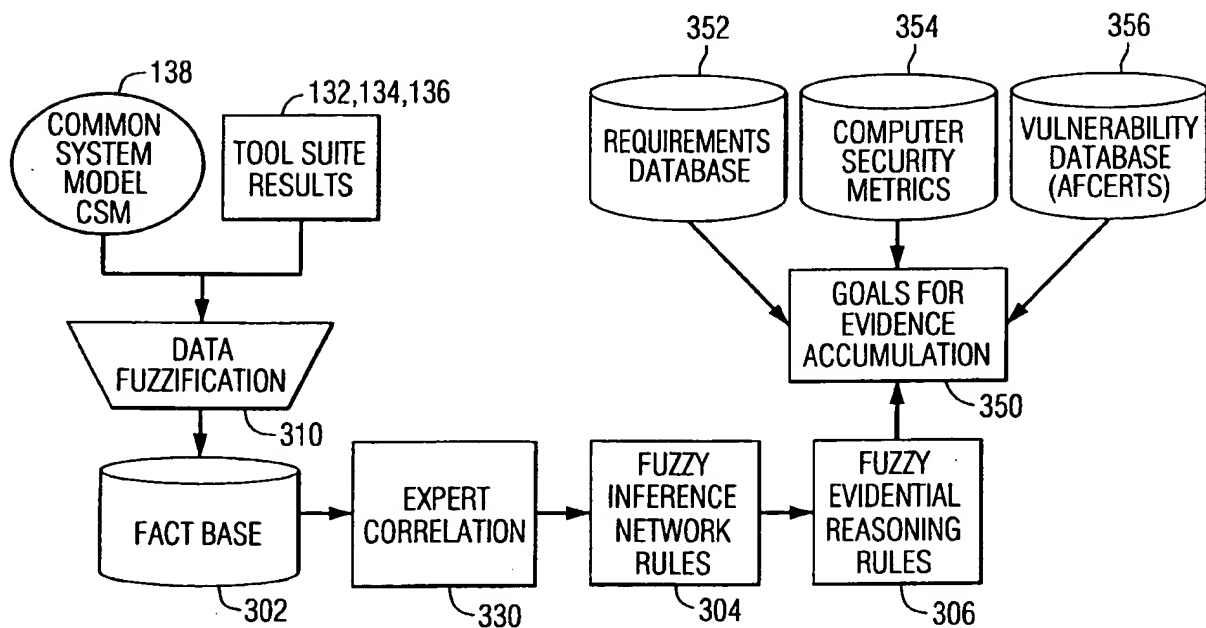 352
354
356
138
132,134,136
COMMON
SYSTEM
MODEL
CSM
TOOL SUITE
RESULTS
REQUIREMENTS
DATABASE
COMPUTER
SECURITY
METRICS
VULNERABILITY
DATABASE
(AFCERTS)
GOALS FOR
EVIDENCE
ACCUMULATION
350
DATA
FUZZIFICATION
310
FACT BASE
302
EXPERT
CORRELATION
330
FUZZY
INFERENCE
NETWORK
RULES
304
FUZZY
EVIDENTIAL
REASONING
RULES
306